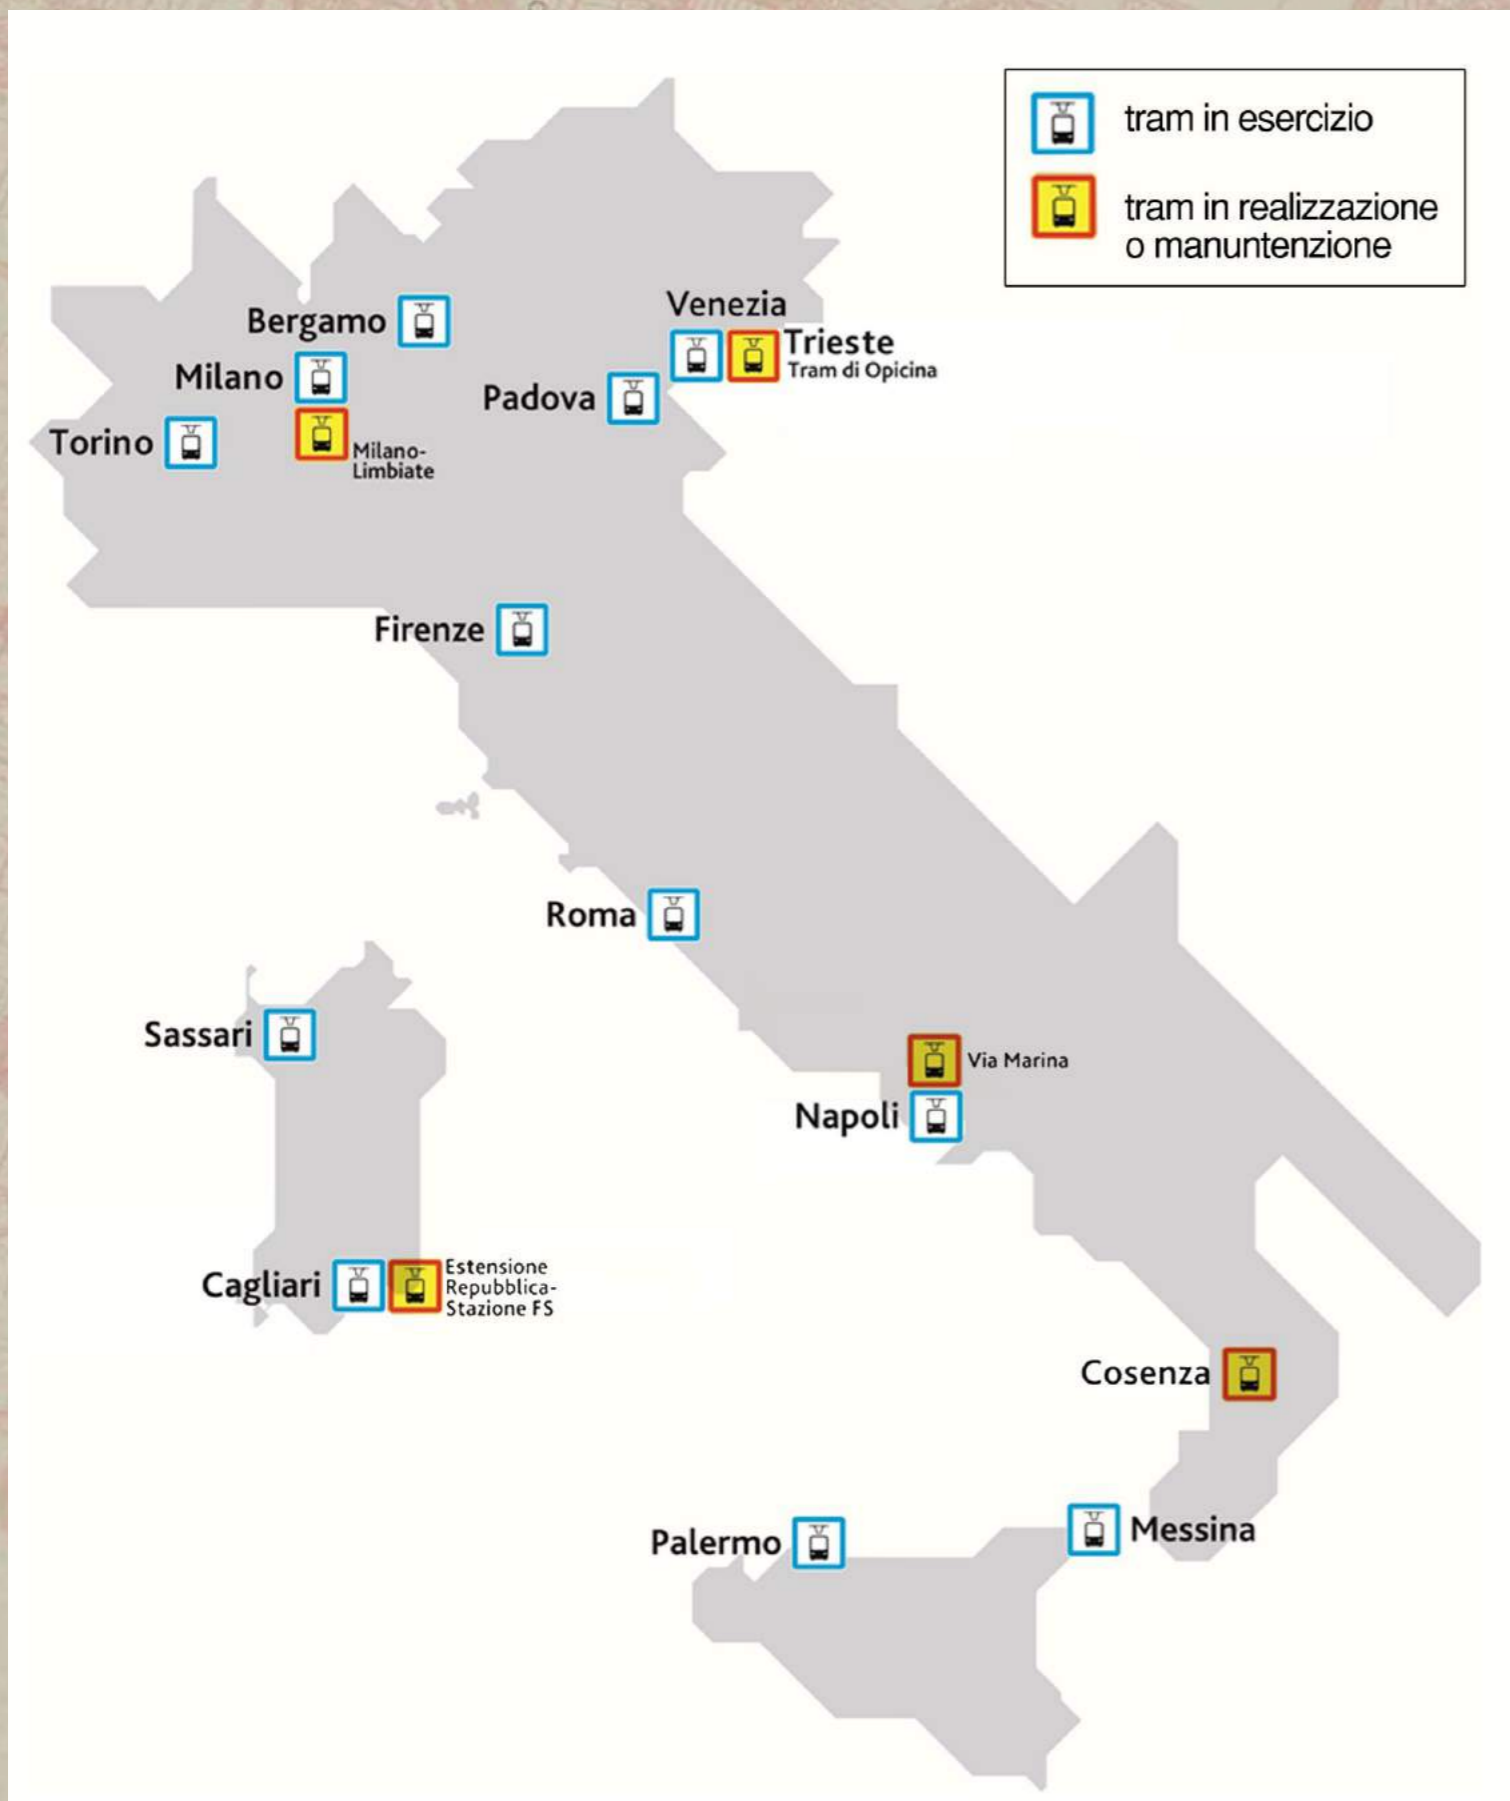 tram in esercizio
tram in realizzazione
o manuntenzione
Venezia
Bergamo
Trieste
Tram di Opicina
Milano
Padova
Torino
Milano-
Limbiate
Firenze
Roma
Sassari
Via Marina
Napoli
Cagliari
Estensione
Repubblica-
Stazione FS
Cosenza
Palermo
Messina